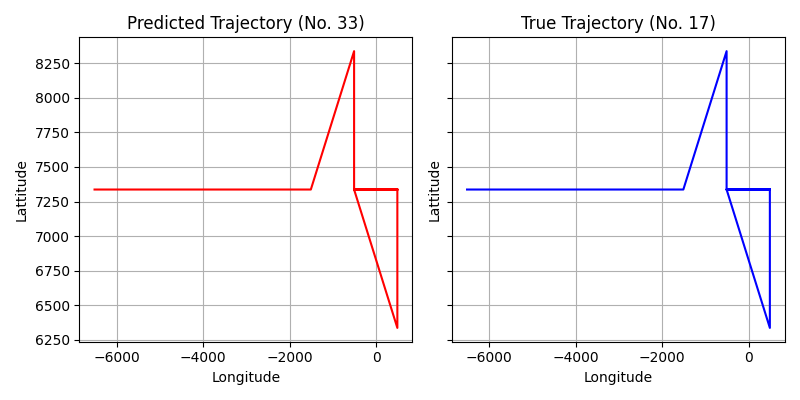 Predicted Trajectory (No. 33)
True Trajectory (No. 17)
Lattitude
8250
8000
7750
7500
7250
7000
6750
6500
6250
−6000
−4000
−2000
0
Longitude
Lattitude
−6000
−4000
−2000
0
Longitude